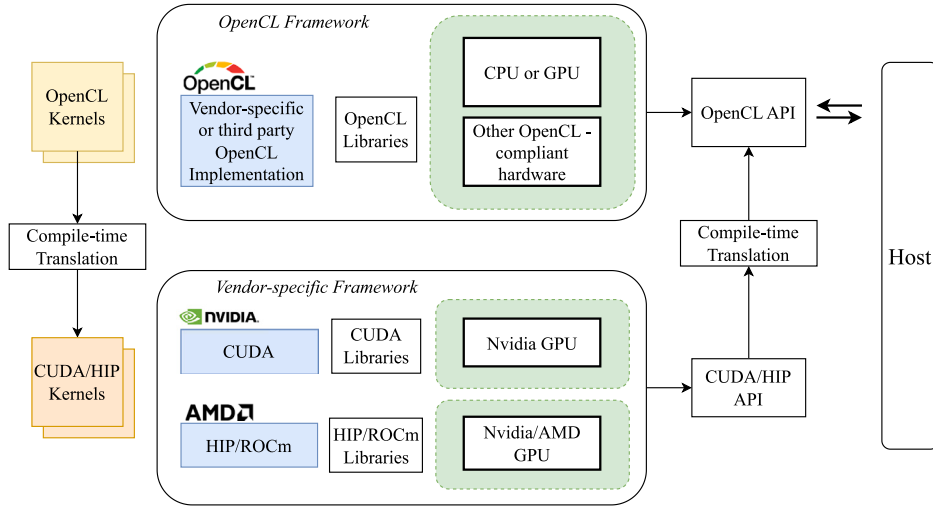 OpenCL Framework
OpenCL
Kernels
OpenCL™
Vendor-specific
or third party
OpenCL
Implementation
OpenCL
Libraries
CPU or GPU
Other OpenCL -
compliant
hardware
OpenCL API
Compile-time
Translation
Compile-time
Translation
Host
Vendor-specific Framework
NVIDIA.
CUDA
CUDA
Libraries
Nvidia GPU
CUDA/HIP
Kernels
CUDA/HIP
API
AMD
HIP/ROCm
HIP/ROCm
Libraries
Nvidia/AMD
GPU